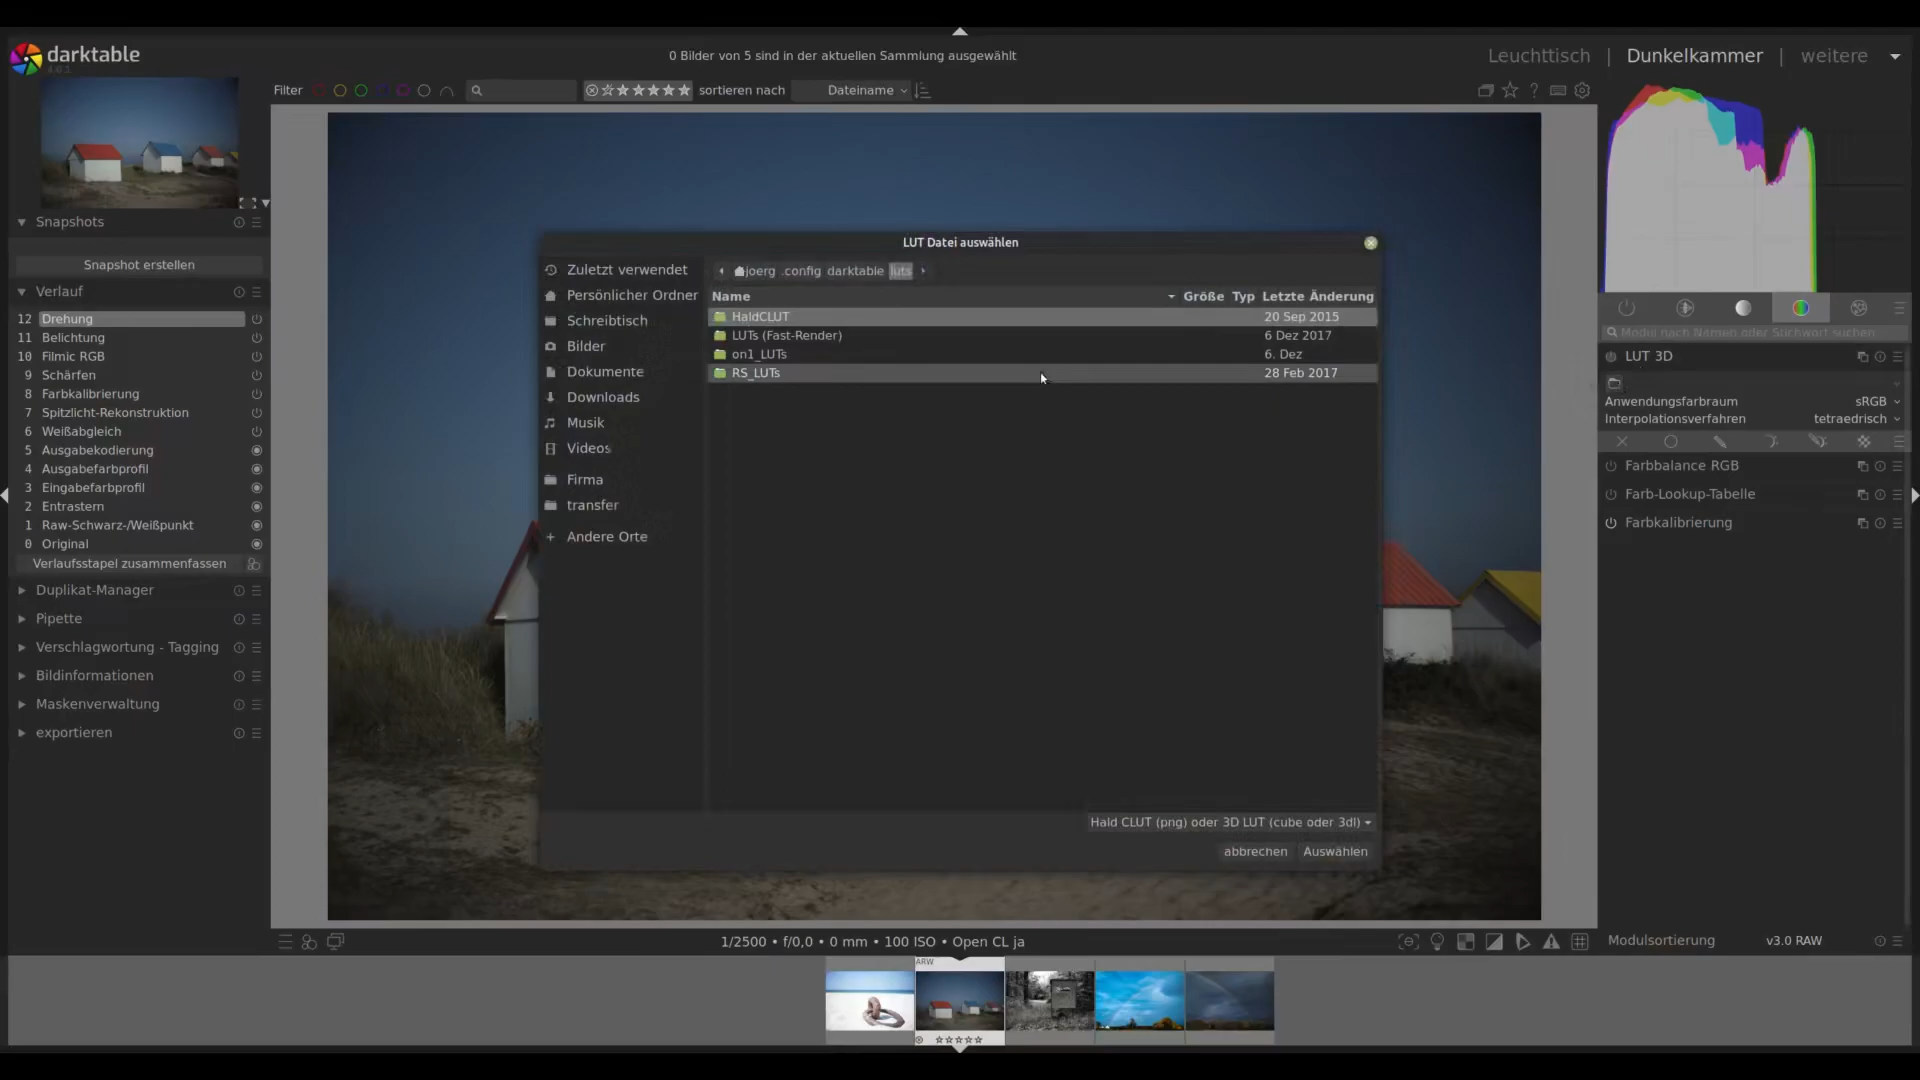 darktable
0 Bilder von 5 sind in der aktuellen Sammlung ausgewählt
Leuchttisch | Dunkelkammer | weitere
Filter
sortieren nach Dateiname
Snapshots
Snapshot erstellen
Verlauf
12 Drehung
11 Belichtung
10 Filmic RGB
9 Schärfen
8 Farbkalibrierung
7 Spitzlicht-Rekonstruktion
6 Weißabgleich
5 Ausgabekodierung
4 Ausgabefarbprofil
3 Eingabefarbprofil
2 Entrastern
1 Raw-Schwarz-/Weißpunkt
0 Original
Verlaufsstapel zusammenfassen
Duplikat-Manager
Pipette
Verschlagwortung - Tagging
Bildinformationen
Maskenverwaltung
exportieren
LUT Datei auswählen
Zuletzt verwendet
Persönlicher Ordner
Schreibtisch
Bilder
Dokumente
Downloads
Musik
Videos
Firma
transfer
+ Andere Orte
joerg .config darktable luts
Name Größe Typ Letzte Änderung
HaldCLUT 20 Sep 2015
LUTs (Fast-Render) 6 Dez 2017
on1_LUTs 6. Dez
RS_LUTs 28 Feb 2017
Hald CLUT (png) oder 3D LUT (cube oder 3dl)
abbrechen Auswählen
Modul nach Namen oder Stichwort suchen
LUT 3D
Anwendungsfarbraum sRGB
Interpolationsverfahren tetraedrisch
Farbbalance RGB
Farb-Lookup-Tabelle
Farbkalibrierung
1/2500 • f/0,0 • 0 mm • 100 ISO • Open CL ja
Modulsortierung v3.0 RAW
ARW